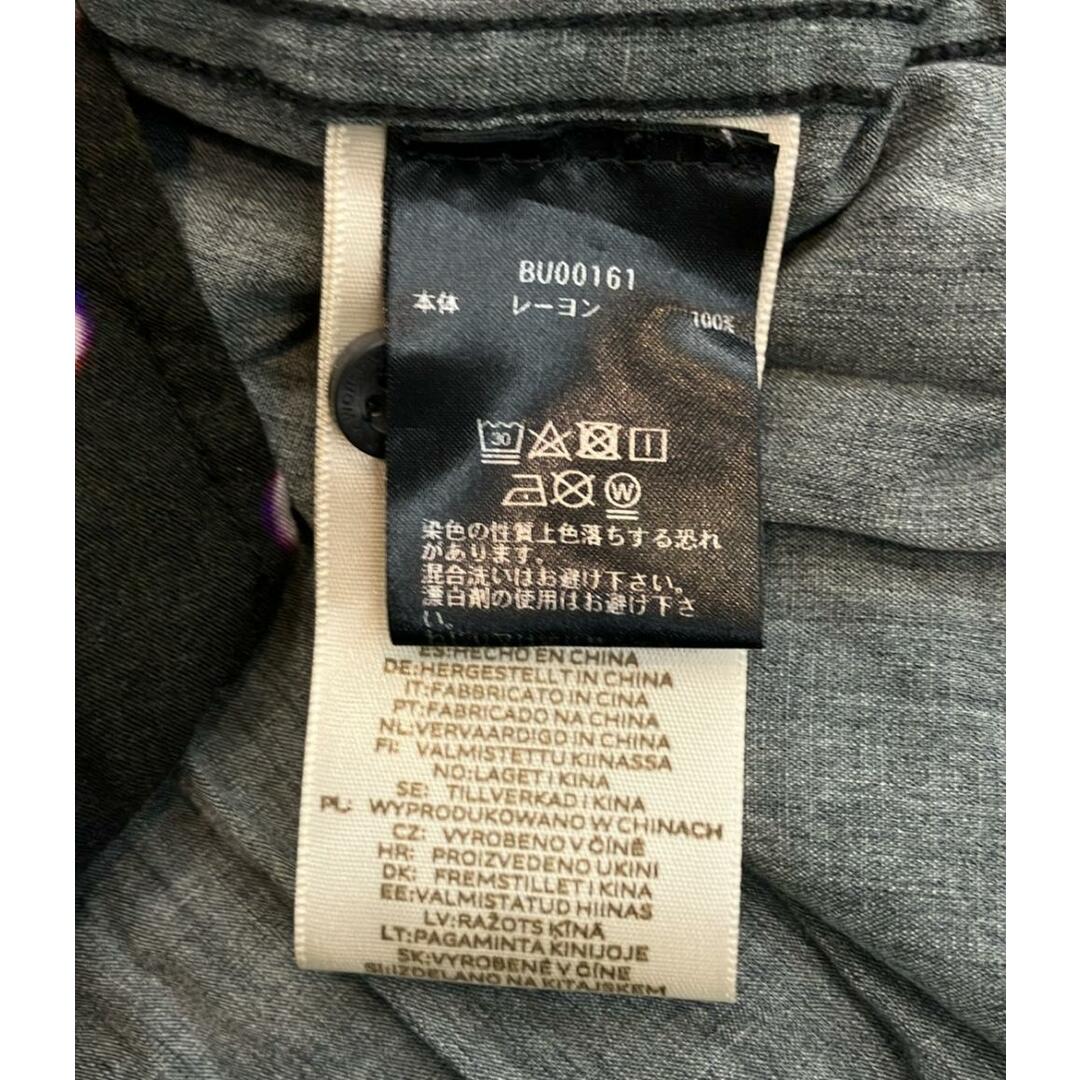 BU00161
本体 レーヨン 100%
30
W
染色の性質上色落ちする恐れ
があります。
混合洗いはお避け下さい。
漂白剤の使用はお避け下さ
い。
ES:HECHO EN CHINA
DE:HERGESTELLT IN CHINA
IT:FABBRICATO IN CINA
PT:FABRICADO NA CHINA
NL:VERVAARDIGD IN CHINA
FI: VALMISTETTU KIINASSA
NO:LAGET I KINA
SE: TILLVERKAD I KINA
PL: WYPRODUKOWANO W CHINACH
CZ: VYROBENO V ČÍNĚ
HR: PROIZVEDENO U KINI
DK: FREMSTILLET I KINA
EE:VALMISTATUD HIINAS
LV:RAŽOTS ĶĪNĀ
LT:PAGAMINTA KINIJOJE
SK:VYROBENÉ V ČÍNE
SI:IZDELANO NA KITAJSKEM